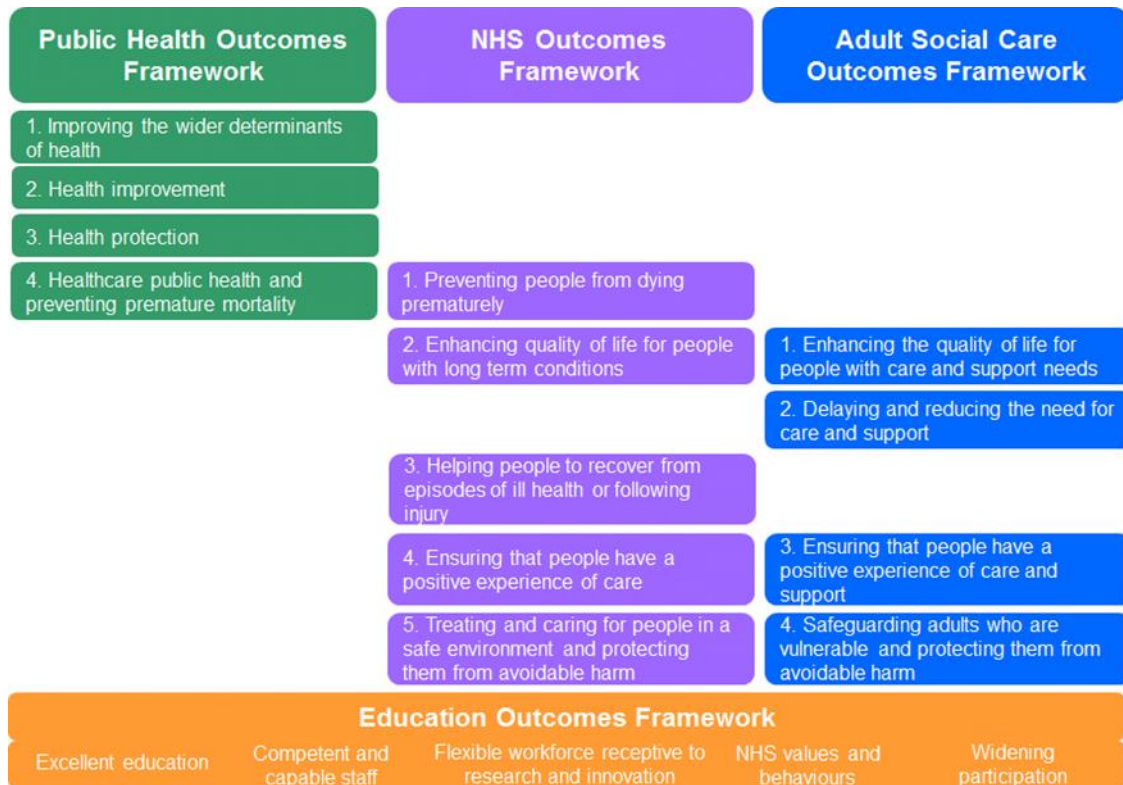 Public Health Outcomes
Framework
NHS Outcomes
Framework
Adult Social Care
Outcomes Framework
1. Improving the wider determinants
of health
2. Health improvement
3. Health protection
4. Healthcare public health and
preventing premature mortality
1. Preventing people from dying
prematurely
2. Enhancing quality of life for people
with long term conditions
1. Enhancing the quality of life for
people with care and support needs
2. Delaying and reducing the need for
care and support
3. Helping people to recover from
episodes of ill health or following
injury
4. Ensuring that people have a
positive experience of care
3. Ensuring that people have a
positive experience of care and
support
5. Treating and caring for people in a
safe environment and protecting
them from avoidable harm
4. Safeguarding adults who are
vulnerable and protecting them from
avoidable harm
Education Outcomes Framework
Excellent education
Competent and
capable staff
Flexible workforce receptive to
research and innovation
NHS values and
behaviours
Widening
participation